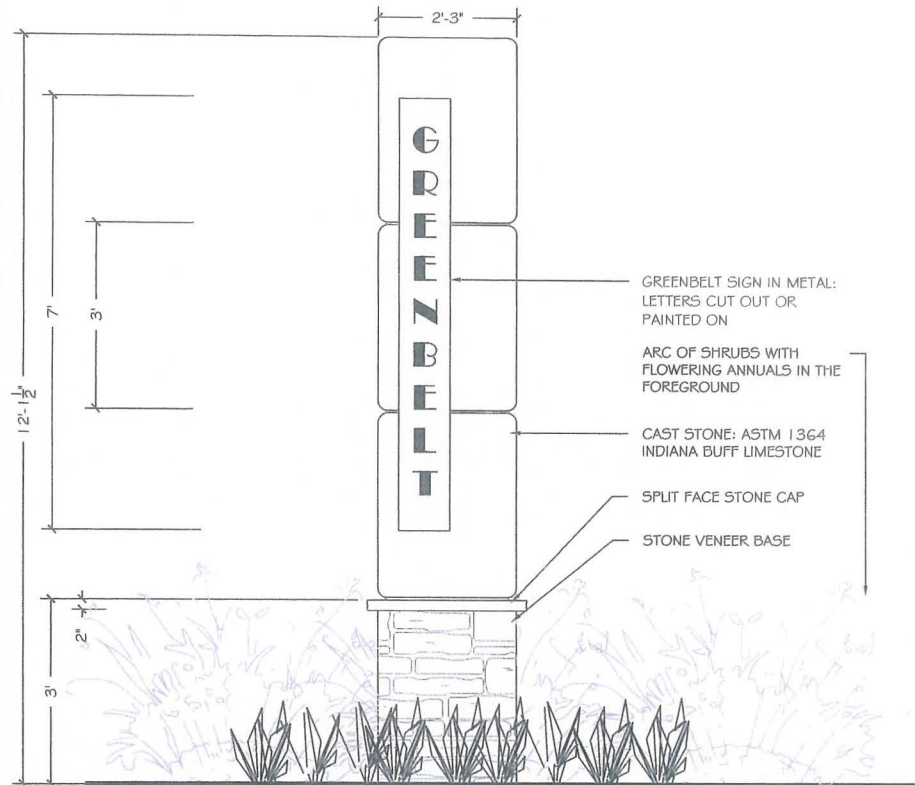 2'-3"
12'-1 1/2"
7'
3'
2"
3'
GREENBELT
GREENBELT SIGN IN METAL:
LETTERS CUT OUT OR
PAINTED ON
ARC OF SHRUBS WITH
FLOWERING ANNUALS IN THE
FOREGROUND
CAST STONE: ASTM 1364
INDIANA BUFF LIMESTONE
SPLIT FACE STONE CAP
STONE VENEER BASE